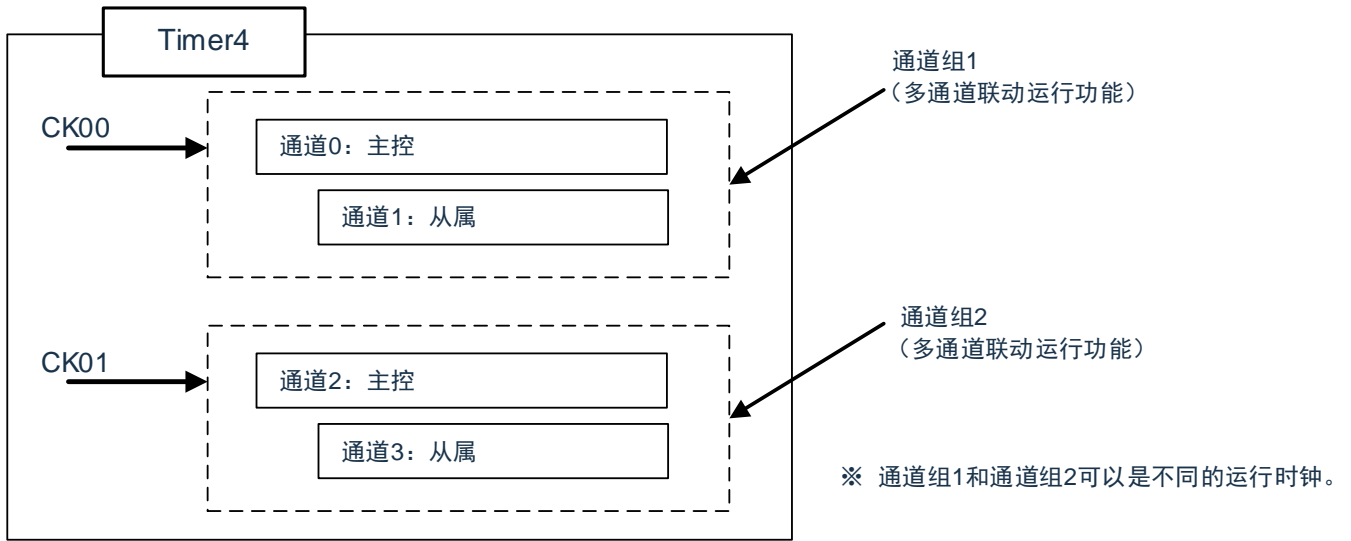 Timer4
通道组1
（多通道联动运行功能）
CK00
通道0：主控
通道1：从属
通道组2
（多通道联动运行功能）
CK01
通道2：主控
通道3：从属
※ 通道组1和通道组2可以是不同的运行时钟。